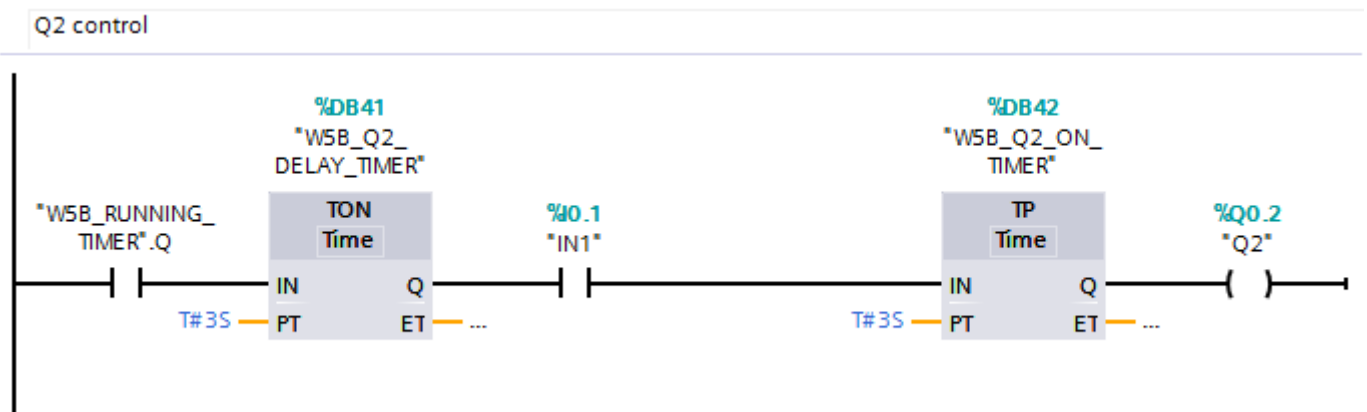 Q2 control
%DB41
"W5B_Q2_
DELAY_TIMER"
%DB42
"W5B_Q2_ON_
TIMER"
"W5B_RUNNING_
TIMER".Q
TON
Time
%I0.1
"IN1"
TP
Time
%Q0.2
"Q2"
IN
Q
T#3S
PT
ET
...
IN
Q
T#3S
PT
ET
...